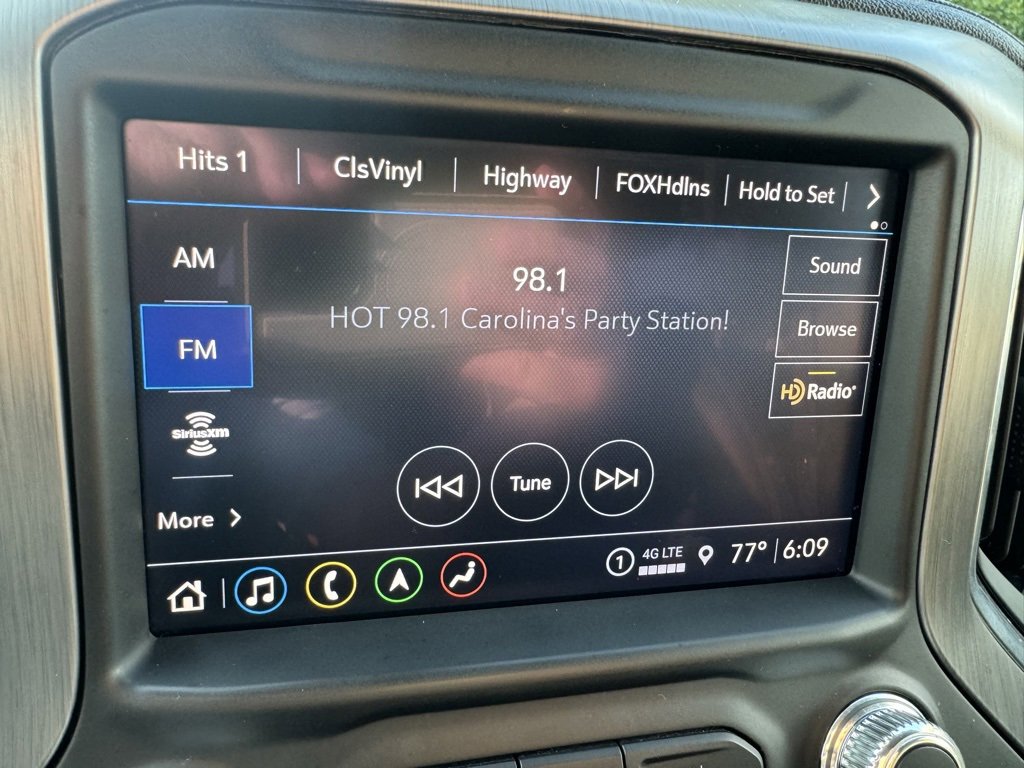 Hits 1 ClsVinyl Highway FOXHdlns Hold to Set
AM
FM
SiriusXM
More
98.1
HOT 98.1 Carolina's Party Station!
Sound
Browse
HD Radio®
Tune
1 4G LTE 77° 6:09